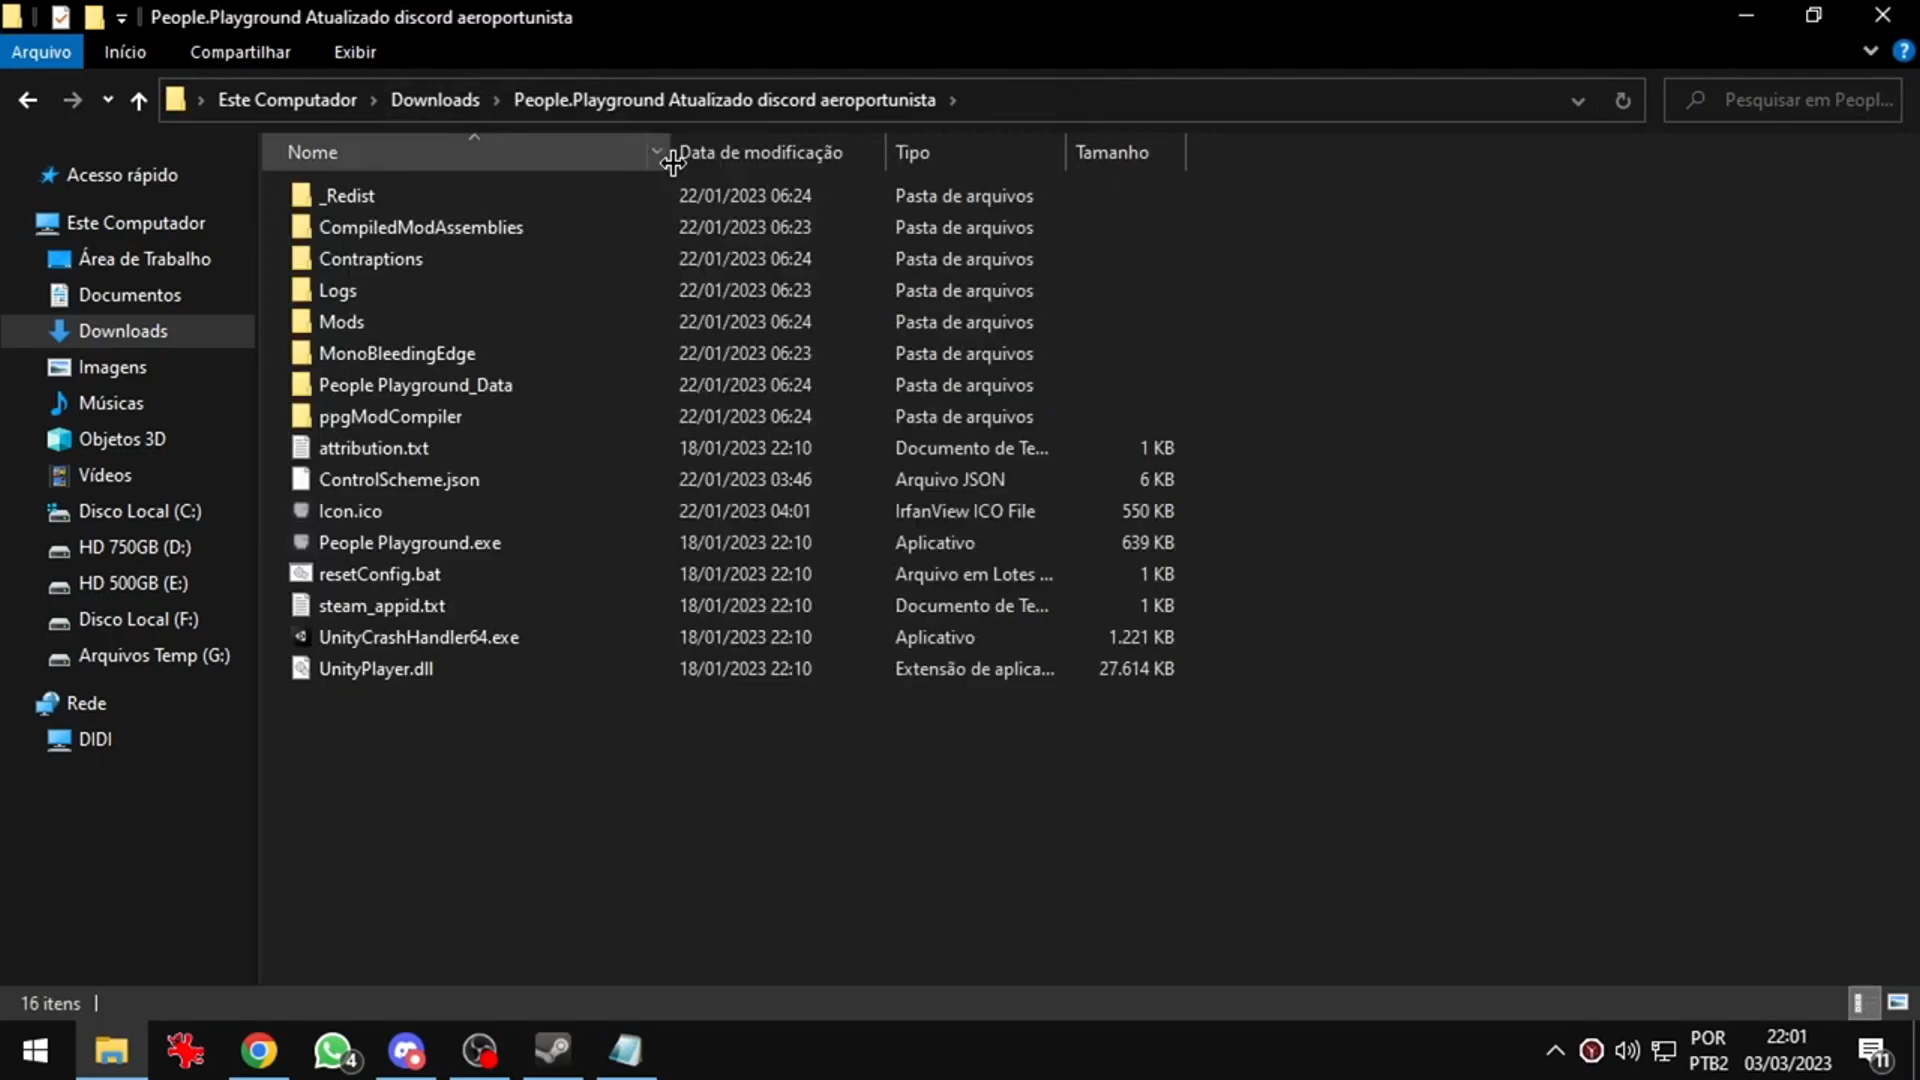 People.Playground Atualizado discord aeroportunista
Arquivo Início Compartilhar Exibir
Este Computador Downloads People.Playground Atualizado discord aeroportunista Pesquisar em Peopl...
Nome Data de modificação Tipo Tamanho
Acesso rápido
Este Computador
Área de Trabalho
Documentos
Downloads
Imagens
Músicas
Objetos 3D
Vídeos
Disco Local (C:)
HD 750GB (D:)
HD 500GB (E:)
Disco Local (F:)
Arquivos Temp (G:)
Rede
DIDI
_Redist 22/01/2023 06:24 Pasta de arquivos
CompiledModAssemblies 22/01/2023 06:23 Pasta de arquivos
Contraptions 22/01/2023 06:24 Pasta de arquivos
Logs 22/01/2023 06:23 Pasta de arquivos
Mods 22/01/2023 06:24 Pasta de arquivos
MonoBleedingEdge 22/01/2023 06:23 Pasta de arquivos
People Playground_Data 22/01/2023 06:24 Pasta de arquivos
ppgModCompiler 22/01/2023 06:24 Pasta de arquivos
attribution.txt 18/01/2023 22:10 Documento de Te... 1 KB
ControlScheme.json 22/01/2023 03:46 Arquivo JSON 6 KB
Icon.ico 22/01/2023 04:01 IrfanView ICO File 550 KB
People Playground.exe 18/01/2023 22:10 Aplicativo 639 KB
resetConfig.bat 18/01/2023 22:10 Arquivo em Lotes ... 1 KB
steam_appid.txt 18/01/2023 22:10 Documento de Te... 1 KB
UnityCrashHandler64.exe 18/01/2023 22:10 Aplicativo 1.221 KB
UnityPlayer.dll 18/01/2023 22:10 Extensão de aplica... 27.614 KB
16 itens
4
POR 22:01
PTB2 03/03/2023 11